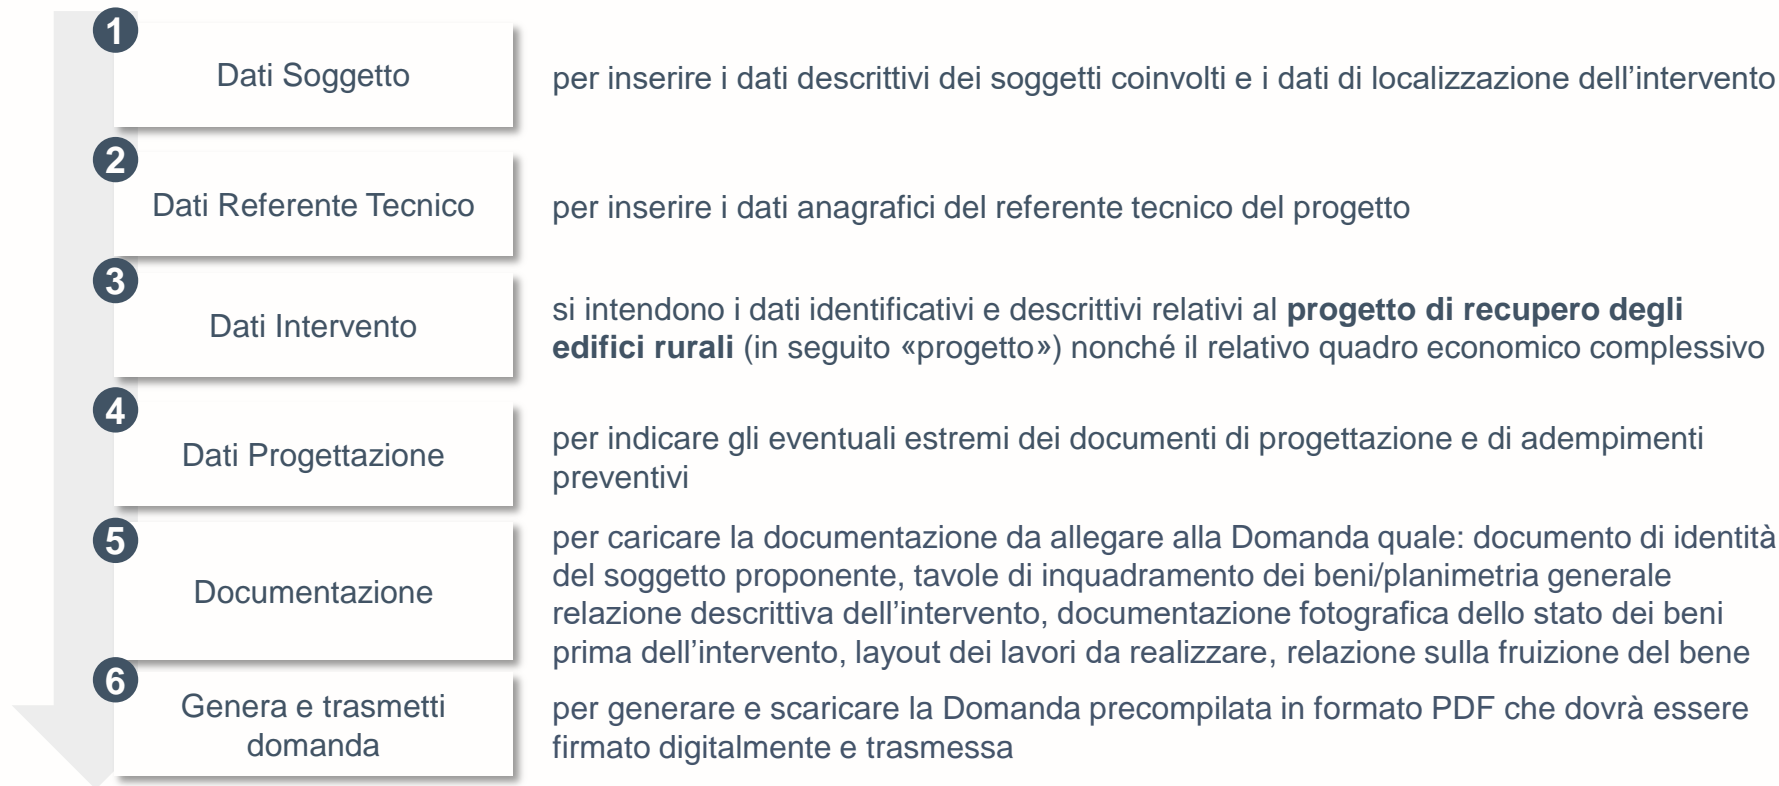 1
Dati Soggetto
per inserire i dati descrittivi dei soggetti coinvolti e i dati di localizzazione dell’intervento
2
Dati Referente Tecnico
per inserire i dati anagrafici del referente tecnico del progetto
3
Dati Intervento
si intendono i dati identificativi e descrittivi relativi al progetto di recupero degli
edifici rurali (in seguito «progetto») nonché il relativo quadro economico complessivo
4
Dati Progettazione
per indicare gli eventuali estremi dei documenti di progettazione e di adempimenti
preventivi
5
Documentazione
per caricare la documentazione da allegare alla Domanda quale: documento di identità
del soggetto proponente, tavole di inquadramento dei beni/planimetria generale
relazione descrittiva dell’intervento, documentazione fotografica dello stato dei beni
prima dell’intervento, layout dei lavori da realizzare, relazione sulla fruizione del bene
6
Genera e trasmetti
domanda
per generare e scaricare la Domanda precompilata in formato PDF che dovrà essere
firmato digitalmente e trasmessa